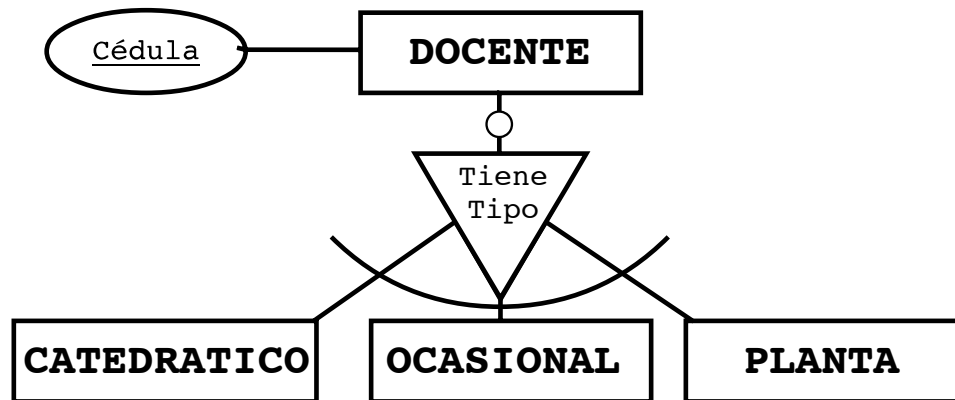 Cédula
DOCENTE
Tiene
Tipo
CATEDRATICO
OCASIONAL
PLANTA